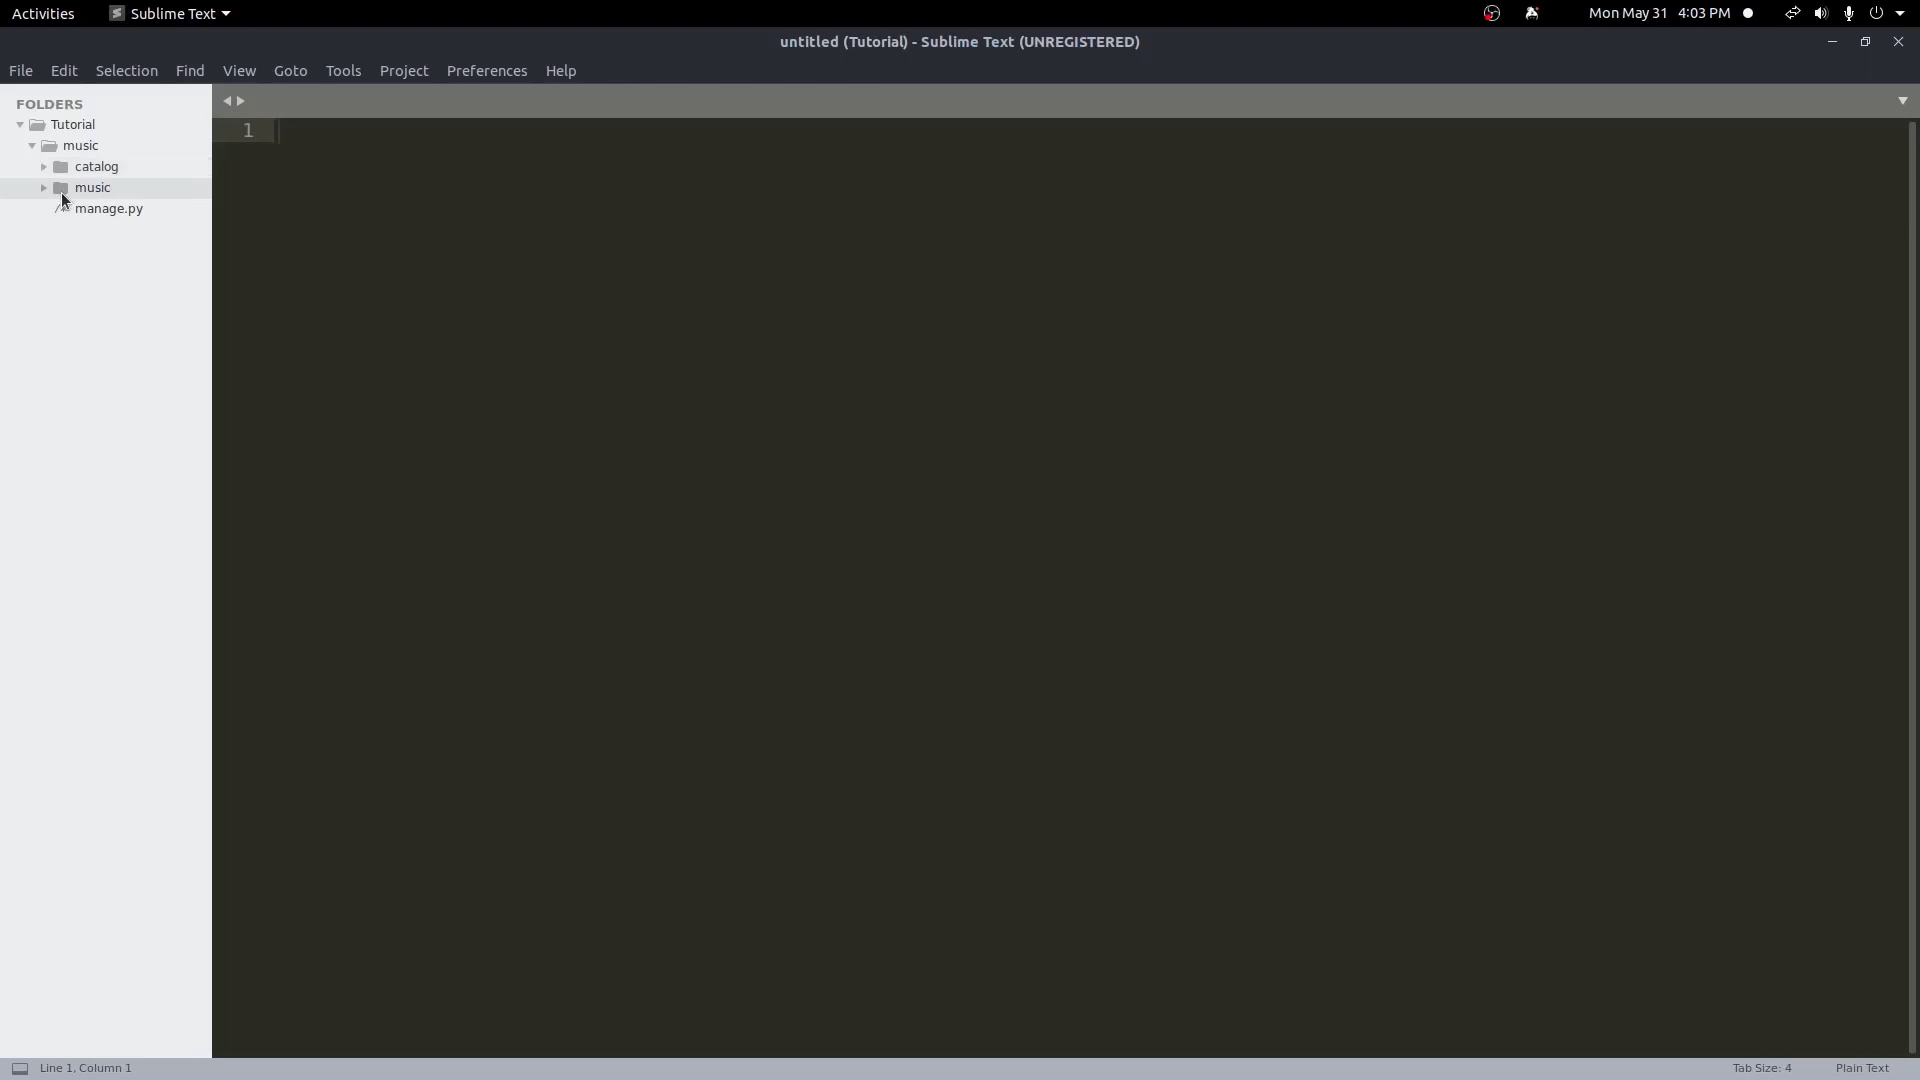 Activities Sublime Text Mon May 31 4:03 PM
untitled (Tutorial) - Sublime Text (UNREGISTERED)
File Edit Selection Find View Goto Tools Project Preferences Help
FOLDERS
Tutorial
music
catalog
music
manage.py
1
Line 1, Column 1 Tab Size: 4 Plain Text